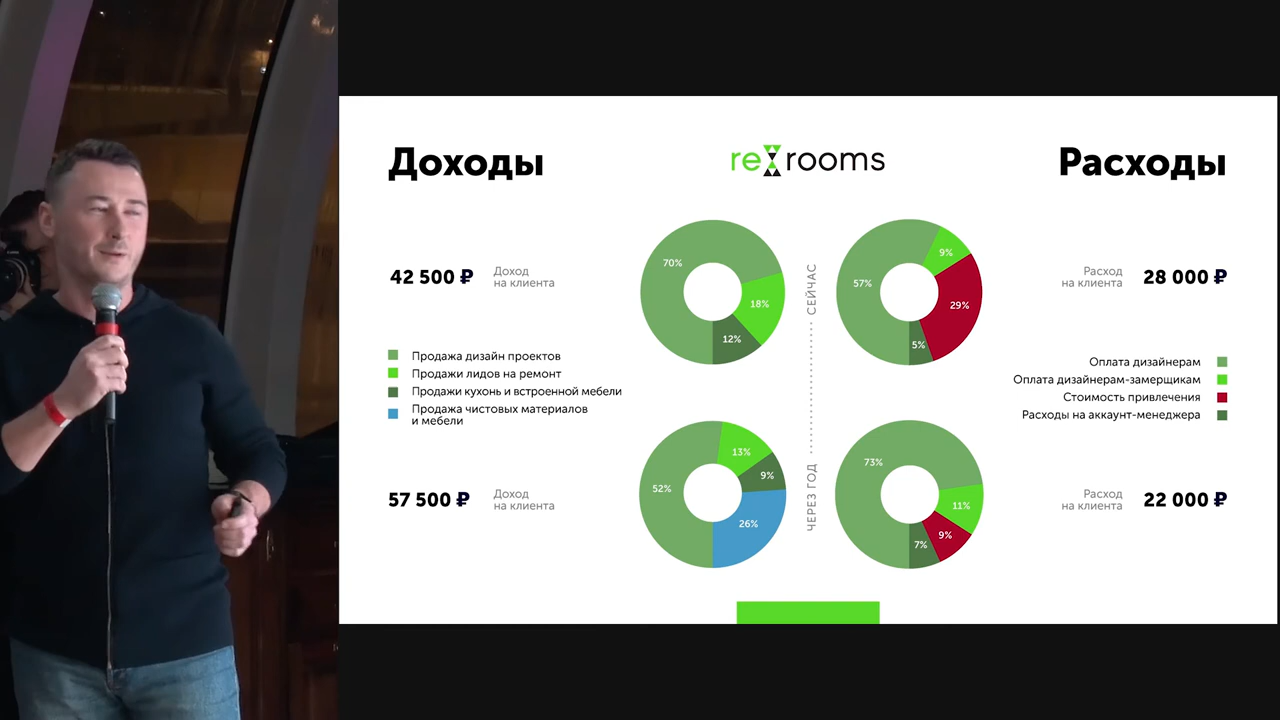 Доходы
re rooms
Расходы
42 500 ₽
Доход
на клиента
70%
18%
12%
СЕЙЧАС
57%
9%
29%
5%
Расход
на клиента
28 000 ₽
Продажа дизайн проектов
Продажи лидов на ремонт
Продажи кухонь и встроенной мебели
Продажа чистовых материалов
и мебели
Оплата дизайнерам
Оплата дизайнерам-замерщикам
Стоимость привлечения
Расходы на аккаунт-менеджера
57 500 ₽
Доход
на клиента
52%
13%
9%
26%
ЧЕРЕЗ ГОД
73%
11%
9%
7%
Расход
на клиента
22 000 ₽